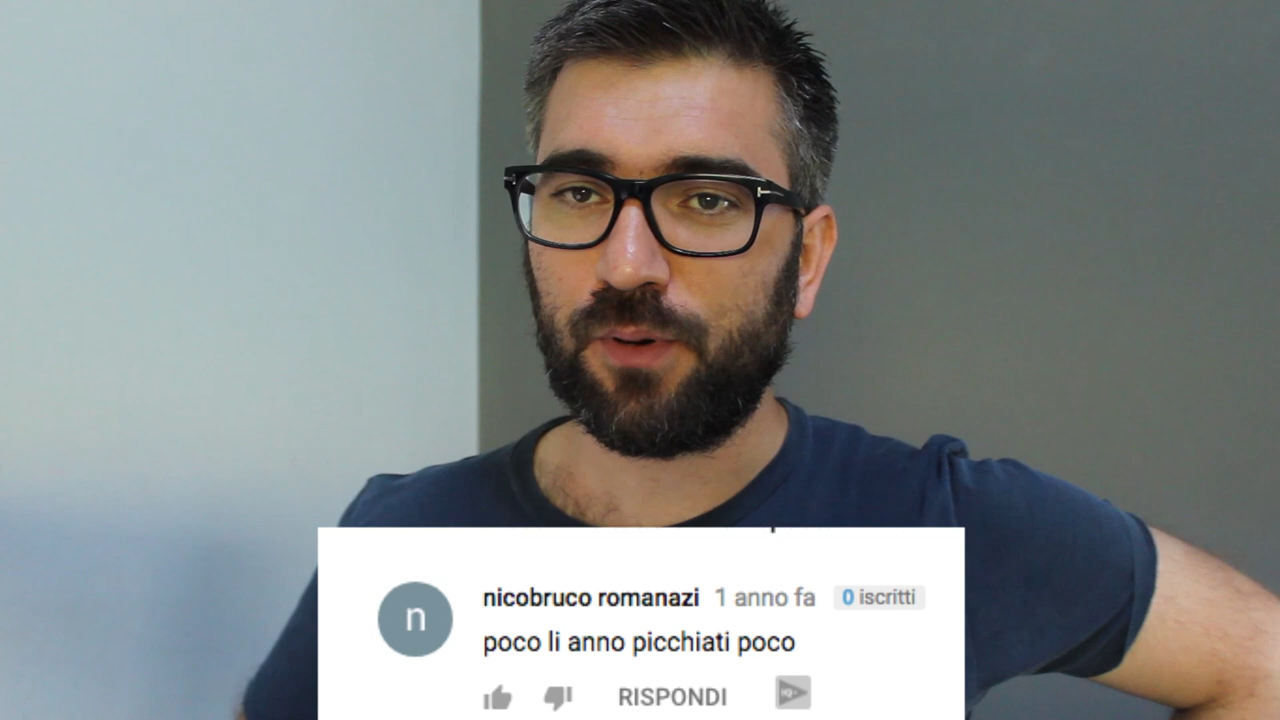 n
nicobruco romanazi 1 anno fa 0 iscritti
poco li anno picchiati poco
RISPONDI